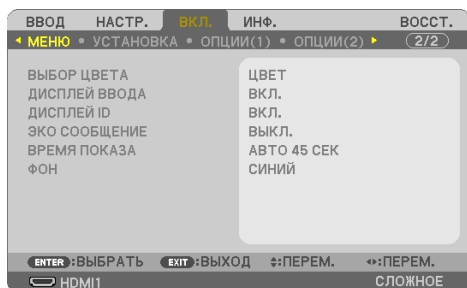 ВВОД НАСТР. ВКЛ. ИНФ. ВОССТ.
МЕНЮ • УСТАНОВКА • ОПЦИИ(1) • ОПЦИИ(2) 2/2
ВЫБОР ЦВЕТА ЦВЕТ
ДИСПЛЕЙ ВВОДА ВКЛ.
ДИСПЛЕЙ ID ВКЛ.
ЭКО СООБЩЕНИЕ ВЫКЛ.
ВРЕМЯ ПОКАЗА АВТО 45 СЕК
ФОН СИНИЙ
ENTER :ВЫБРАТЬ EXIT :ВЫХОД :ПЕРЕМ. :ПЕРЕМ.
HDMI1 СЛОЖНОЕ